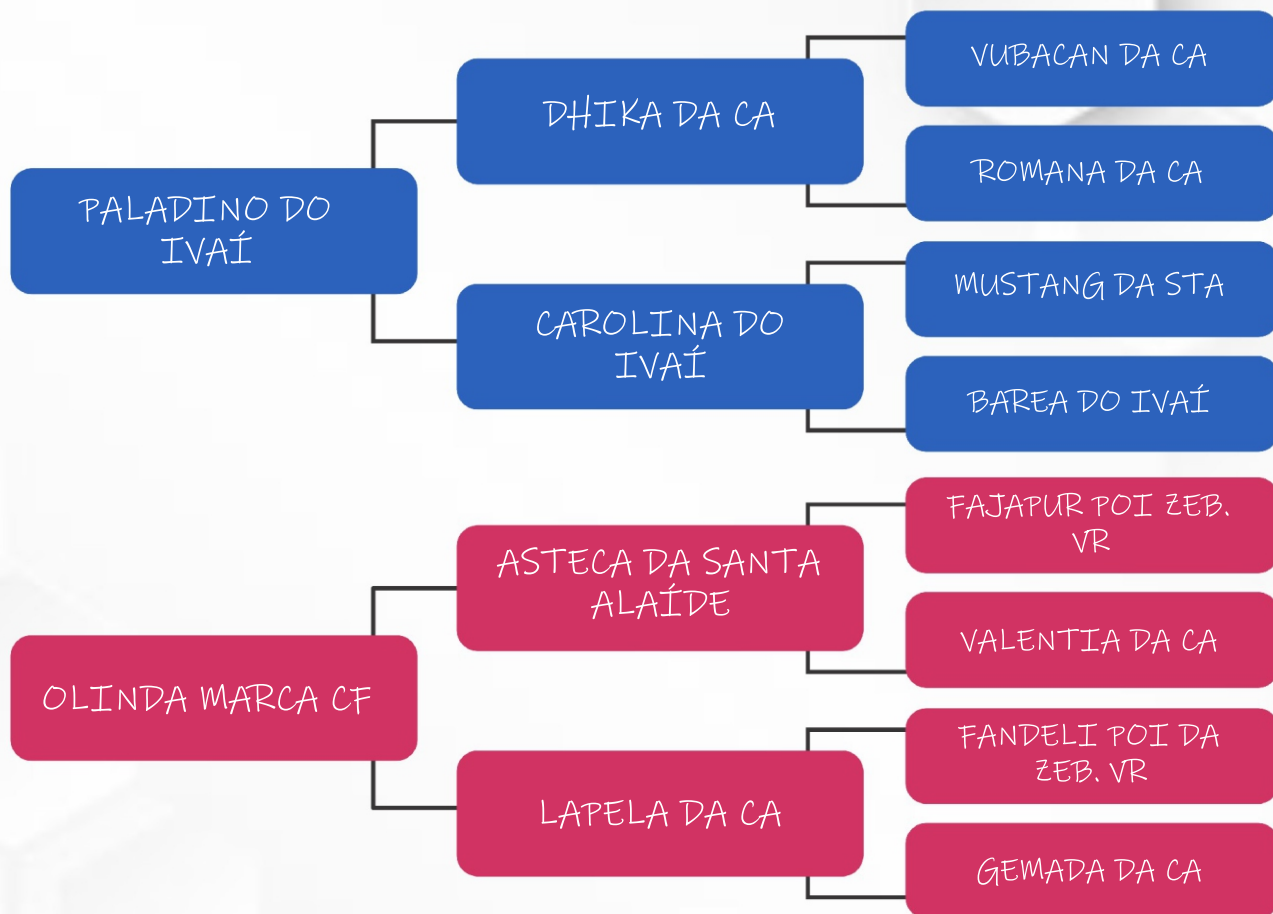 VUBACAN DA CA
DHIKA DA CA
ROMANA DA CA
PALADINO DO
IVAÍ
MUSTANG DA STA
CAROLINA DO
IVAÍ
BAREA DO IVAÍ
FAJAPUR POI ZEB.
VR
ASTECA DA SANTA
ALAÍDE
VALENTIA DA CA
OLINDA MARCA CF
FANDELI POI DA
ZEB. VR
LAPELA DA CA
GEMADA DA CA